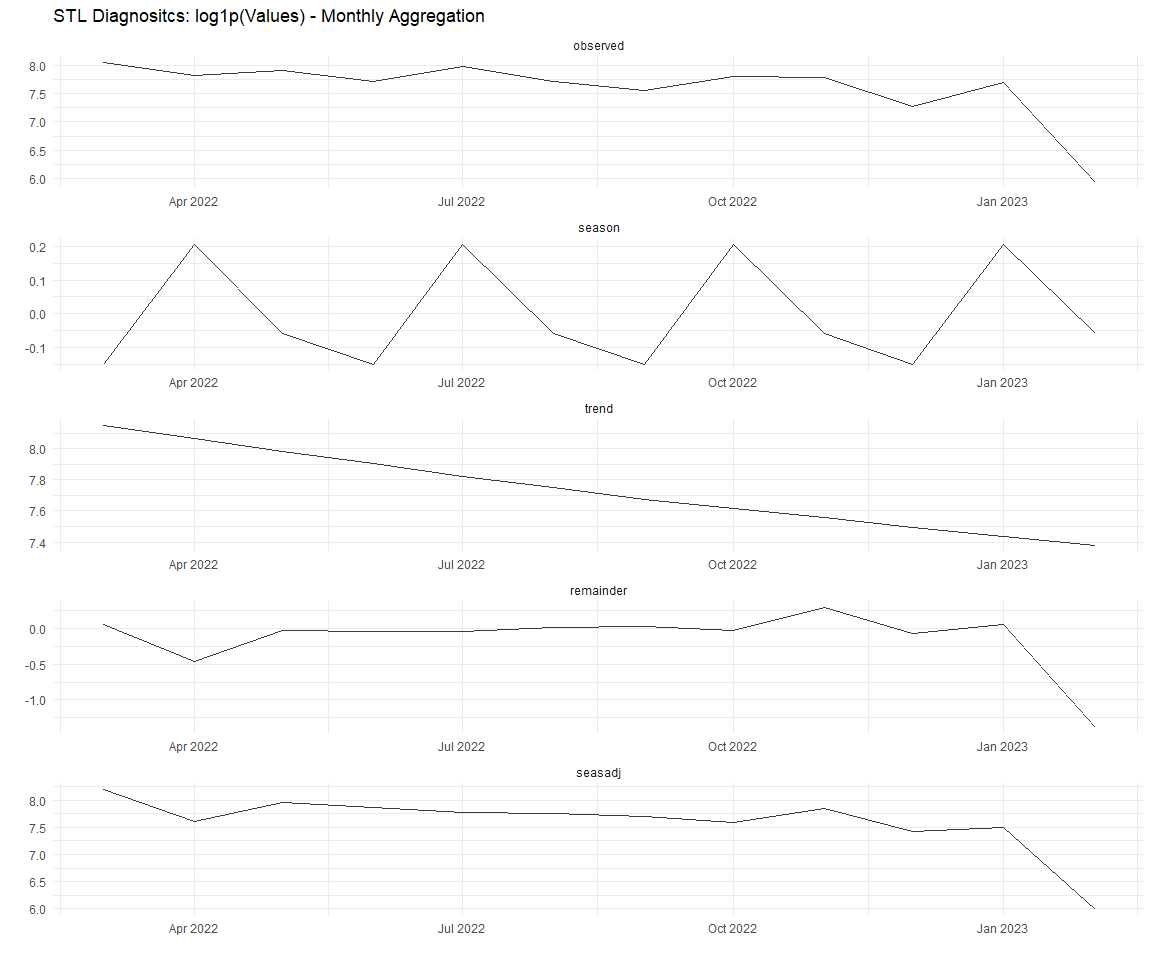 STL Diagnositcs: log1p(Values) - Monthly Aggregation
observed
8.0
7.5
7.0
6.5
6.0
Apr 2022 Jul 2022 Oct 2022 Jan 2023
season
0.2
0.1
0.0
-0.1
Apr 2022 Jul 2022 Oct 2022 Jan 2023
trend
8.0
7.8
7.6
7.4
Apr 2022 Jul 2022 Oct 2022 Jan 2023
remainder
0.0
-0.5
-1.0
Apr 2022 Jul 2022 Oct 2022 Jan 2023
seasadj
8.0
7.5
7.0
6.5
6.0
Apr 2022 Jul 2022 Oct 2022 Jan 2023